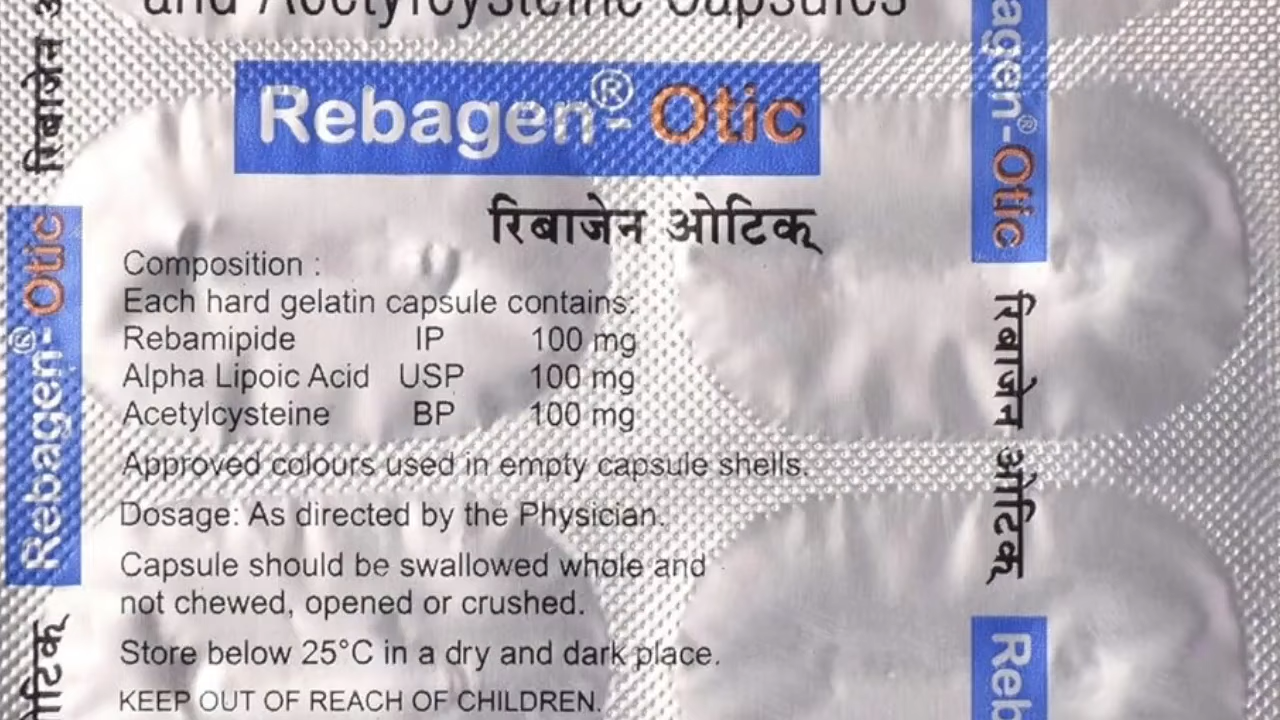 and Acetylcysteine Capsules
Rebagen®- Otic
रिबाजेन ओटिक्
Composition :
Each hard gelatin capsule contains:
Rebamipide IP 100 mg
Alpha Lipoic Acid USP 100 mg
Acetylcysteine BP 100 mg
Approved colours used in empty capsule shells.
Dosage: As directed by the Physician.
Capsule should be swallowed whole and
not chewed, opened or crushed.
Store below 25°C in a dry and dark place.
KEEP OUT OF REACH OF CHILDREN.
रिबाजेन
Rebagen®-Otic
ओटिक्
agen®-Otic
रिबाजेन ओटिक्
Reb